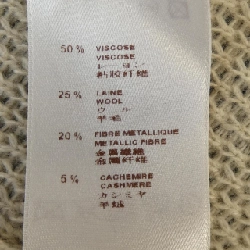 50 % VISCOSE
VISCOSE
レーヨン
粘胶纤维
25 % LAINE
WOOL
ウール
羊毛
20 % FIBRE METALLIQUE
METALLIC FIBRE
金属繊維
金属纤维
5 % CACHEMIRE
CASHMERE
カシミヤ
羊绒